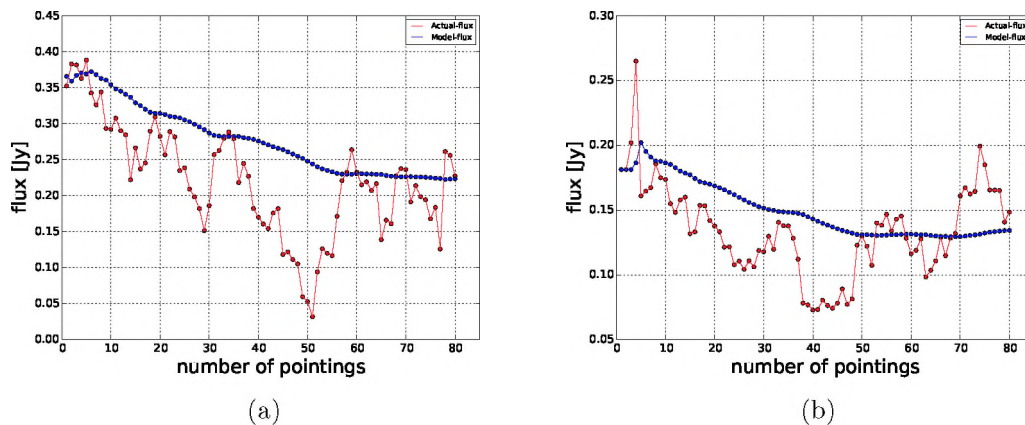 0.45
0.40
0.35
0.30
0.25
0.20
0.15
0.10
0.05
0.00
flux [Jy]
Actual-flux
Model-flux
0 10 20 30 40 50 60 70 80
number of pointings
(a)
0.30
0.25
0.20
0.15
0.10
0.05
flux [Jy]
Actual-flux
Model-flux
0 10 20 30 40 50 60 70 80
number of pointings
(b)